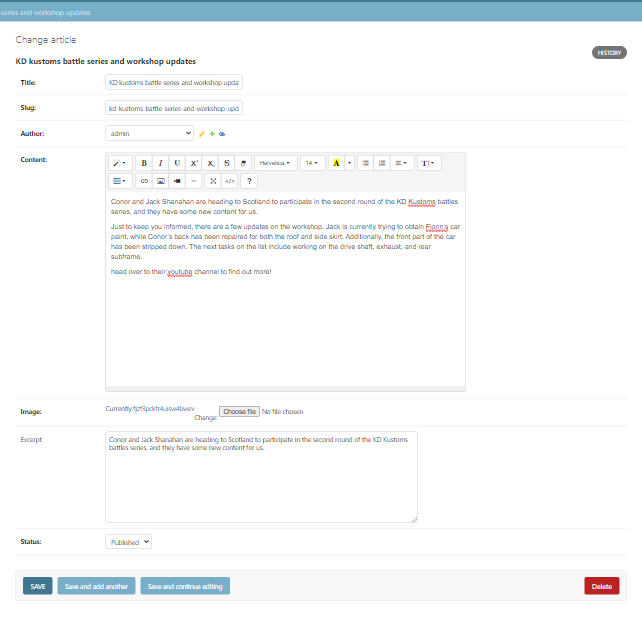 series and workshop updates
Change article
HISTORY
KD kustoms battle series and workshop updates
Title:
KD kustoms battle series and workshop upda
Slug:
kd-kustoms-battle-series-and-workshop-upd
Author:
admin
Content:
B I U X² X₂ S
Helvetica
14
A
T
</>
?
Conor and Jack Shanahan are heading to Scotland to participate in the second round of the KD Kustoms battles
series, and they have some new content for us.
Just to keep you informed, there are a few updates on the workshop. Jack is currently trying to obtain Fionn's car
paint, while Conor's back has been repaired for both the roof and side skirt. Additionally, the front part of the car
has been stripped down. The next tasks on the list include working on the drive shaft, exhaust, and rear
subframe.
head over to their youtube channel to find out more!
Image:
Currently:
Change:
Choose file No file chosen
Excerpt:
Conor and Jack Shanahan are heading to Scotland to participate in the second round of the KD Kustoms
battles series, and they have some new content for us.
Status:
Published
SAVE
Save and add another
Save and continue editing
Delete